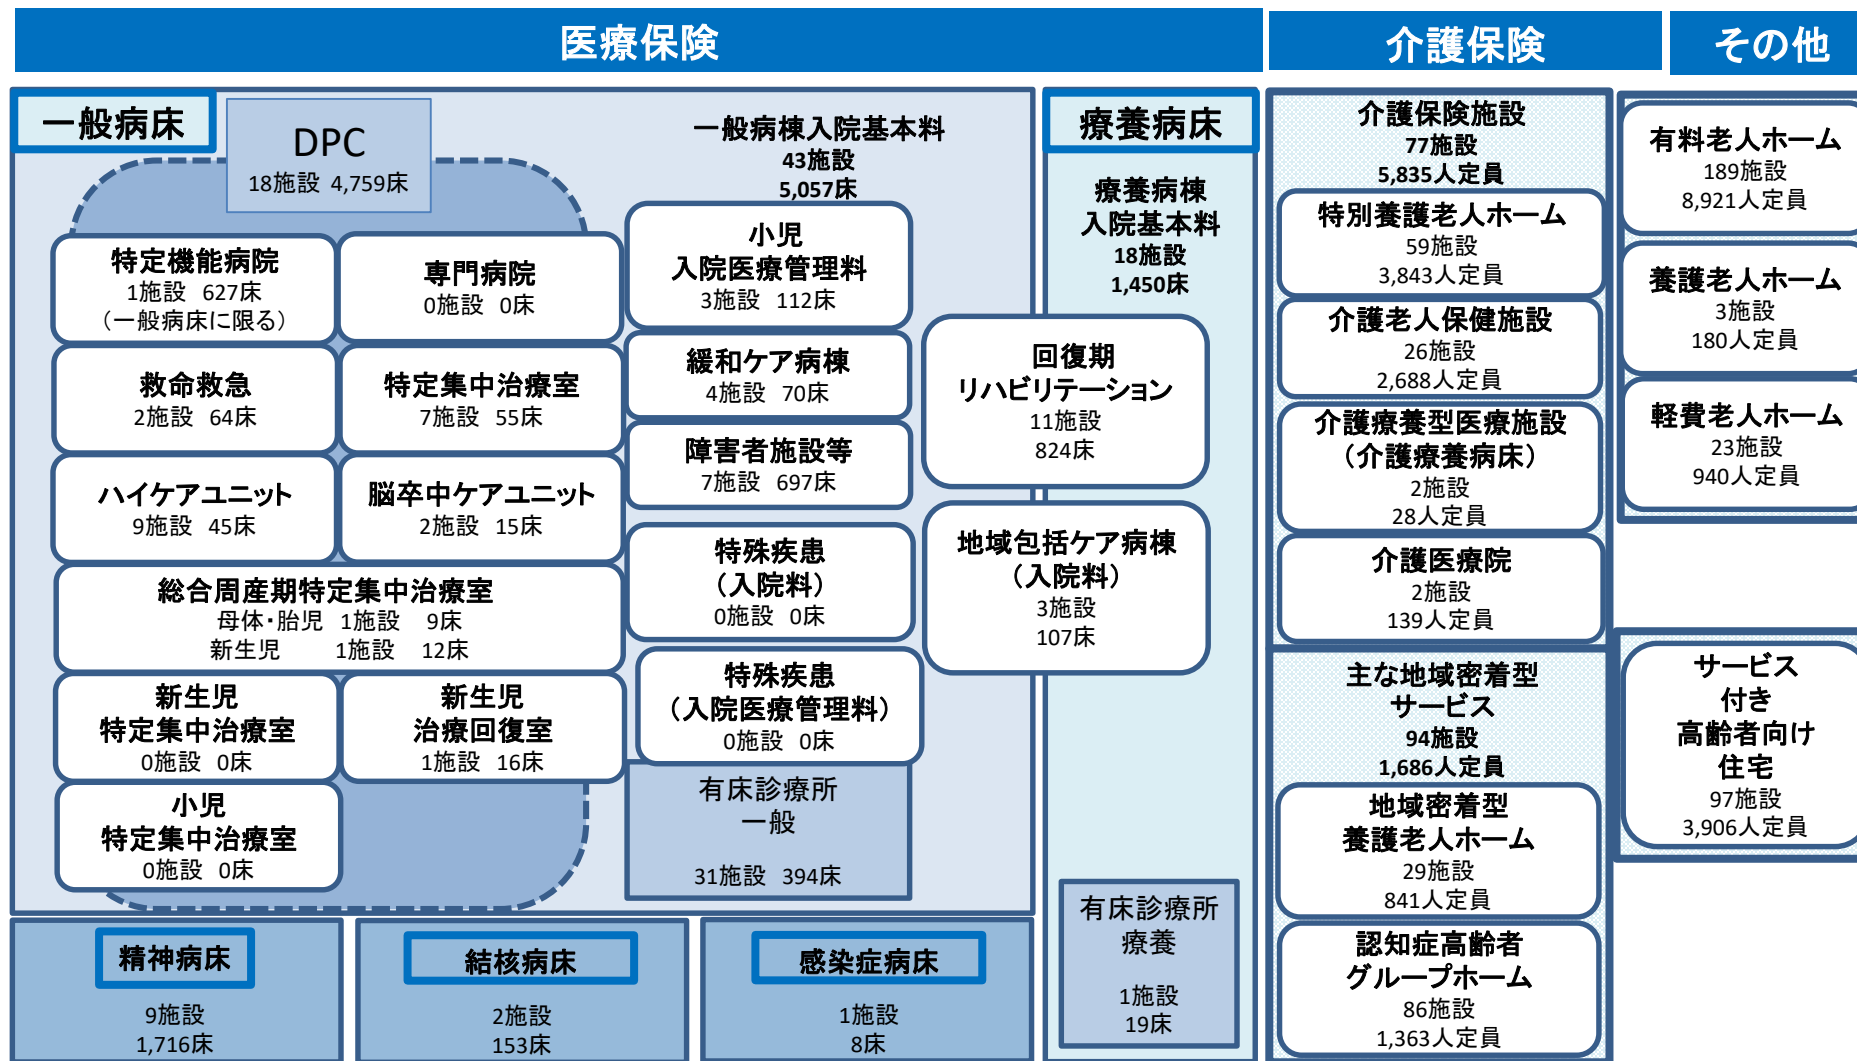 医療保険
介護保険
その他
一般病床
DPC
18施設 4,759床
一般病棟入院基本料
43施設
5,057床
特定機能病院
1施設 627床
（一般病床に限る）
専門病院
0施設 0床
救命救急
2施設 64床
特定集中治療室
7施設 55床
ハイケアユニット
9施設 45床
脳卒中ケアユニット
2施設 15床
総合周産期特定集中治療室
母体・胎児 1施設 9床
新生児 1施設 12床
新生児
特定集中治療室
0施設 0床
新生児
治療回復室
1施設 16床
小児
特定集中治療室
0施設 0床
小児
入院医療管理料
3施設 112床
緩和ケア病棟
4施設 70床
障害者施設等
7施設 697床
特殊疾患
（入院料）
0施設 0床
特殊疾患
（入院医療管理料）
0施設 0床
有床診療所
一般
31施設 394床
療養病床
療養病棟
入院基本料
18施設
1,450床
回復期
リハビリテーション
11施設
824床
地域包括ケア病棟
（入院料）
3施設
107床
有床診療所
療養
1施設
19床
精神病床
9施設
1,716床
結核病床
2施設
153床
感染症病床
1施設
8床
介護保険施設
77施設
5,835人定員
特別養護老人ホーム
59施設
3,843人定員
介護老人保健施設
26施設
2,688人定員
介護療養型医療施設
（介護療養病床）
2施設
28人定員
介護医療院
2施設
139人定員
主な地域密着型
サービス
94施設
1,686人定員
地域密着型
養護老人ホーム
29施設
841人定員
認知症高齢者
グループホーム
86施設
1,363人定員
有料老人ホーム
189施設
8,921人定員
養護老人ホーム
3施設
180人定員
軽費老人ホーム
23施設
940人定員
サービス
付き
高齢者向け
住宅
97施設
3,906人定員